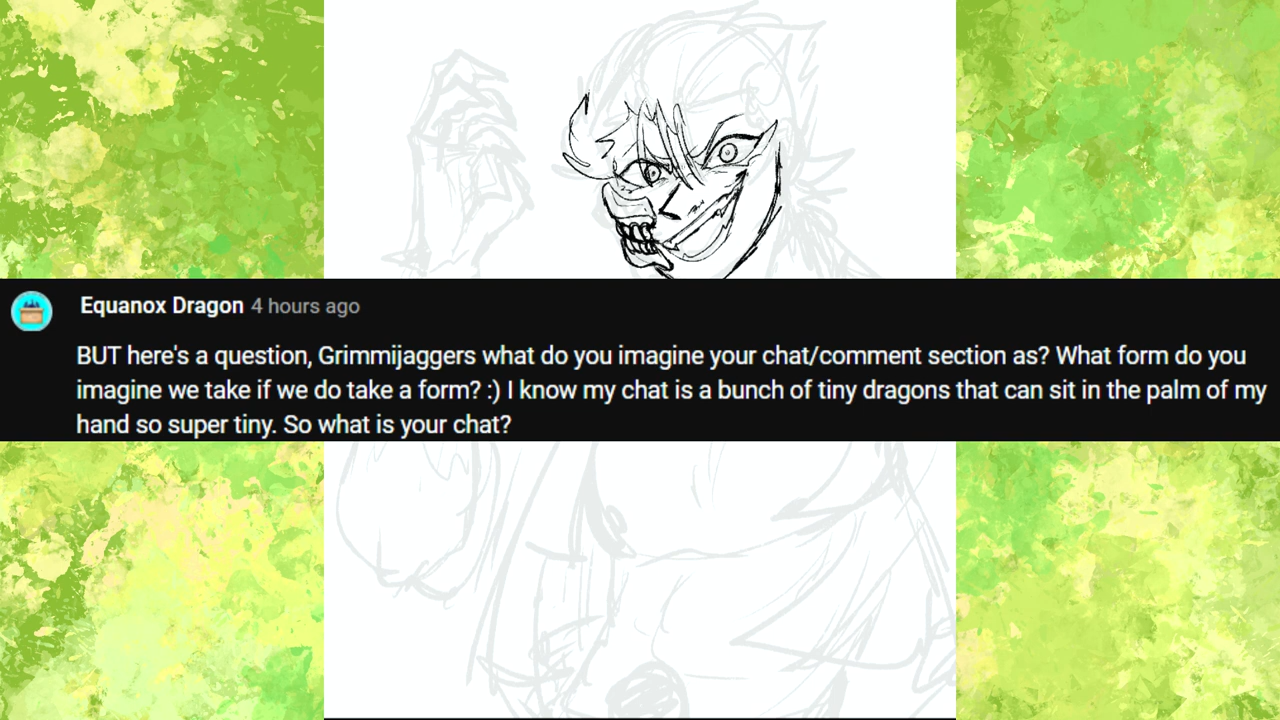 Equanox Dragon 4 hours ago
BUT here's a question, Grimmijaggers what do you imagine your chat/comment section as? What form do you
imagine we take if we do take a form? :) I know my chat is a bunch of tiny dragons that can sit in the palm of my
hand so super tiny. So what is your chat?